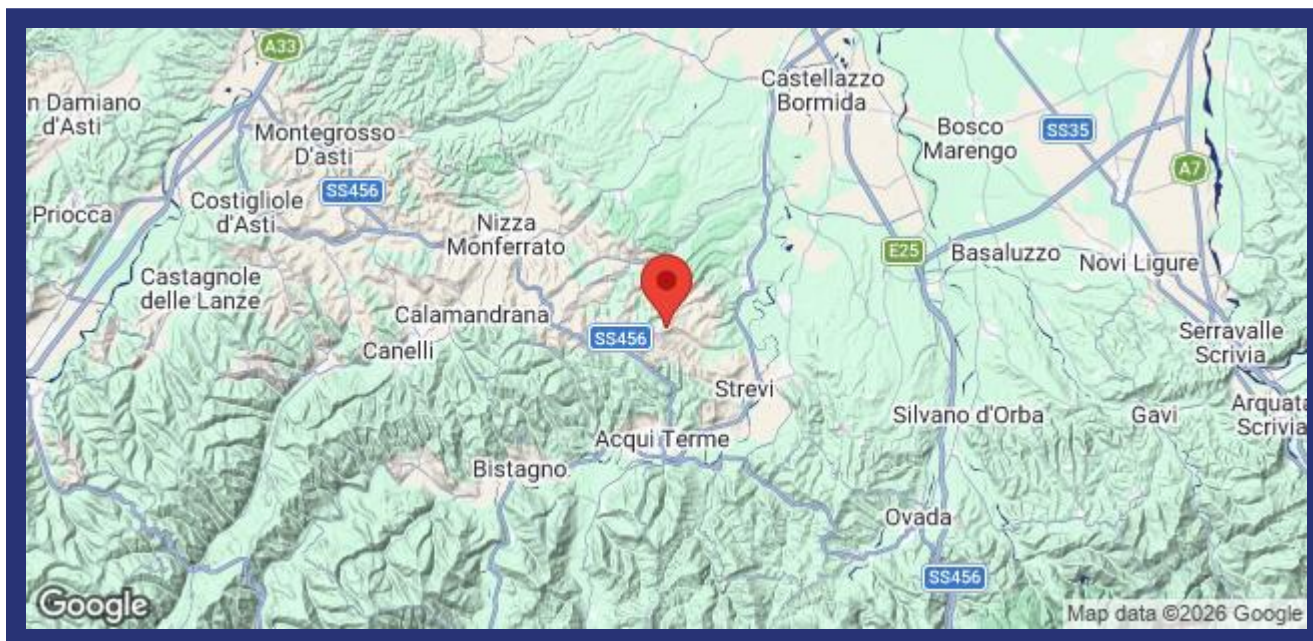 A33
Castellazzo
Bormida
n Damiano
d'Asti
Montegrosso
D'asti
Bosco
Marengo
SS35
A7
SS456
Costigliole
d'Asti
Priocca
Nizza
Monferrato
E25
Basaluzzo
Novi Ligure
Castagnole
delle Lanze
Calamandrana
SS456
Canelli
Serravalle
Scrivia
Strevi
Silvano d'Orba
Gavi
Arquata
Scrivia
Acqui Terme
Bistagno
Ovada
SS456
Google
Map data ©2026 Google